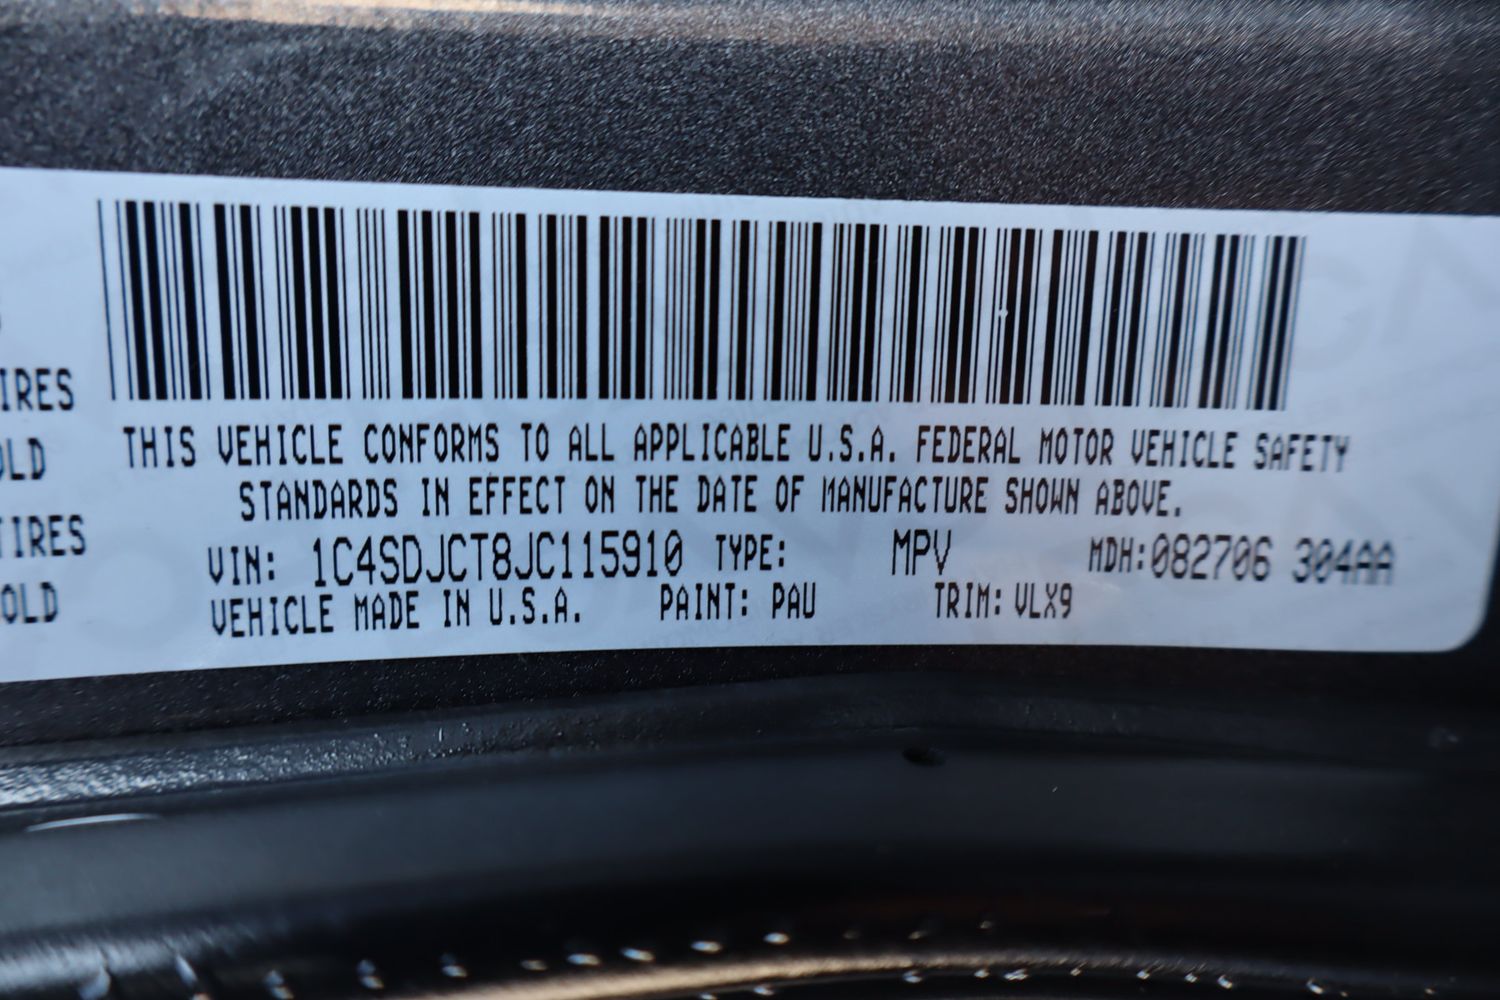 IRES
OLD
TIRES
OLD
THIS VEHICLE CONFORMS TO ALL APPLICABLE U.S.A. FEDERAL MOTOR VEHICLE SAFETY
STANDARDS IN EFFECT ON THE DATE OF MANUFACTURE SHOWN ABOVE.
VIN: 1C4SDJCT8JC115910 TYPE: MPV MDH:082706 304AA
VEHICLE MADE IN U.S.A. PAINT: PAU TRIM: VLX9